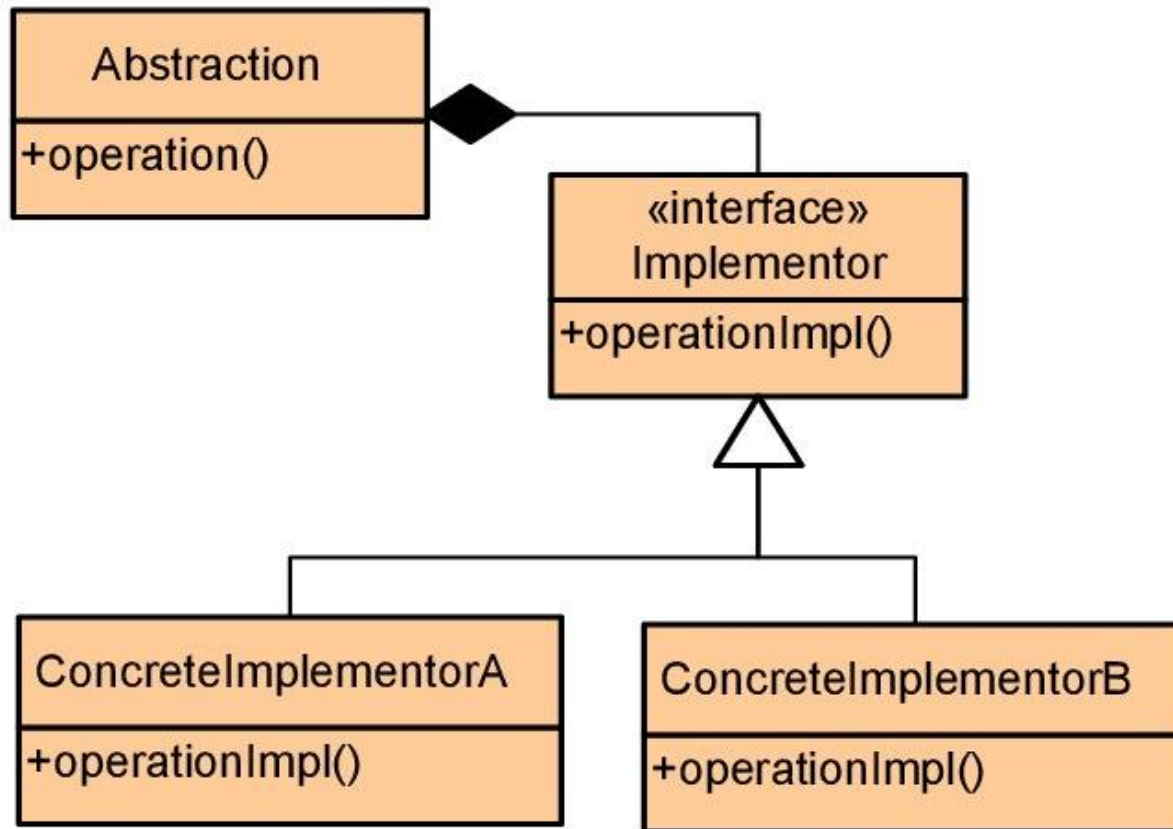 Abstraction
+operation()
«interface»
Implementor
+operationImpl()
ConcreteImplementorA
+operationImpl()
ConcreteImplementorB
+operationImpl()